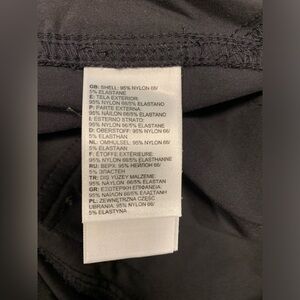 GB: SHELL: 95% NYLON 66/
5% ELASTANE
E: TELA EXTERIOR:
95% NYLON 66/5% ELASTANO
P: PARTE EXTERNA:
95% NÁILON 66/5% ELASTANO
I: ESTERNO STRATO:
95% NYLON 66/5% ELASTAN
D: OBERSTOFF: 95% NYLON 66/
5% ELASTHAN
NL: OMHULSEL: 95% NYLON 66/
5% ELASTAAN
F: ÉTOFFE EXTÉRIEURE:
95% NYLON 66/5% ELASTHANNE
RU: ВЕРХ: 95% НЕЙЛОН 66/
5% ЭЛАСТЕН
TR: DIŞ YÜZEY MALZEME:
95% NAYLON 66/5% ELASTAN
GR: ΕΞΩΤΕΡΙΚΗ ΕΠΙΦΑΝΕΙΑ:
95% ΝΑΪΛΟΝ 66/5% ΕΛΑΣΤΑΝΗ
PL: ZEWNĘTRZNA CZĘŚĆ
UBRANIA: 95% NYLON 66/
5% ELASTYNA